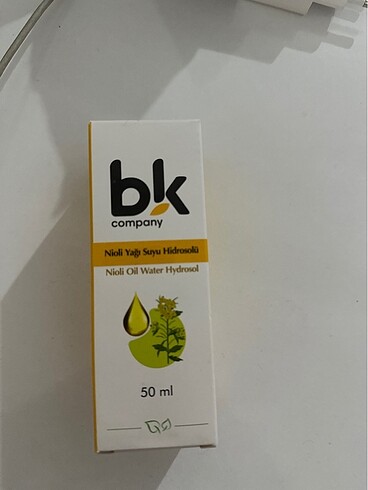 bk
company
Nioli Yağı Suyu Hidrosolü
Nioli Oil Water Hydrosol
50 ml